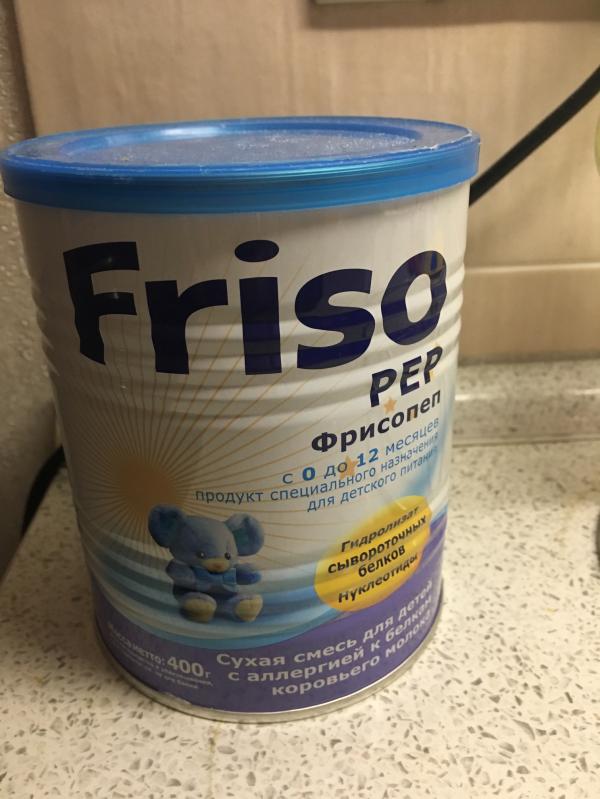 Friso
PEP
Фрисопеп
с 0 до 12 месяцев
продукт специального назначения
для детского питания
Гидролизат
сывороточных
белков
Нуклеотиды
Масса нетто: 400г
Сухая смесь для детей
с аллергией к белкам
коровьего молока